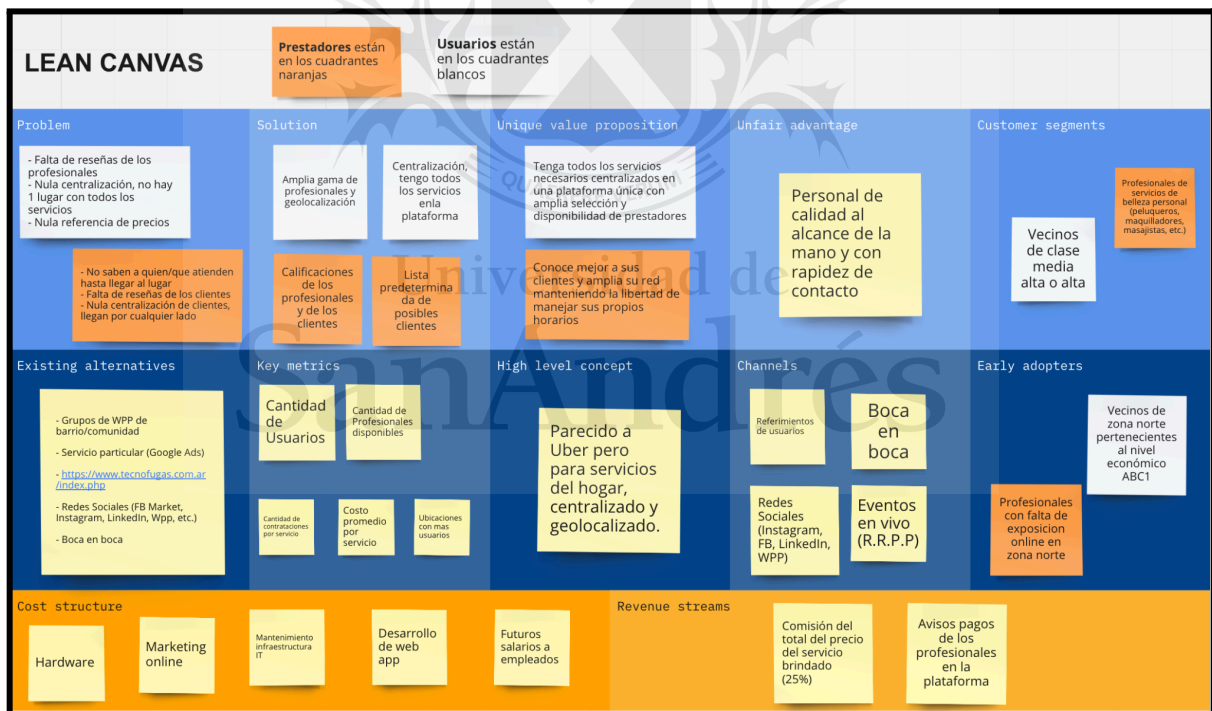 LEAN CANVAS
Prestadores están
en los cuadrantes
naranjas
Usuarios están
en los cuadrantes
blancos
Problem
- Falta de reseñas de los
profesionales
- Nula centralización, no hay
1 lugar con todos los
servicios
- Nula referencia de precios
- No saben a quien/que atienden
hasta llegar al lugar
- Falta de reseñas de los clientes
- Nula centralización de clientes,
llegan por cualquier lado
Solution
Amplia gama de
profesionales y
geolocalización
Centralización,
tengo todos
los servicios
enla
plataforma
Calificaciones
de los
profesionales
y de los
clientes
Lista
predetermina
da de
posibles
clientes
Unique value proposition
Tenga todos los servicios
necesarios centralizados en
una plataforma única con
amplia selección y
disponibilidad de prestadores
Conoce mejor a sus
clientes y amplia su red
manteniendo la libertad de
manejar sus propios
horarios
Unfair advantage
Personal de
calidad al
alcance de la
mano y con
rapidez de
contacto
Customer segments
Vecinos
de clase
media
alta o alta
Profesionales de
servicios de
belleza personal
(peluqueros,
maquilladores,
masajistas, etc.)
Universidad de
SanAndrés
Existing alternatives
- Grupos de WPP de
barrio/comunidad
- Servicio particular (Google Ads)
- https://www.tecnofugas.com.ar
/index.php
- Redes Sociales (FB Market,
Instagram, LinkedIn, Wpp, etc.)
- Boca en boca
Key metrics
Cantidad
de
Usuarios
Cantidad de
Profesionales
disponibles
Cantidad de
contrataciones
por servicio
Costo
promedio
por
servicio
Ubicaciones
con mas
usuarios
High level concept
Parecido a
Uber pero
para servicios
del hogar,
centralizado y
geolocalizado.
Channels
Referimientos
de usuarios
Boca
en
boca
Redes
Sociales
(Instagram,
FB, LinkedIn,
WPP)
Eventos
en vivo
(R.R.P.P)
Early adopters
Vecinos de
zona norte
pertenecientes
al nivel
económico
ABC1
Profesionales
con falta de
exposicion
online en
zona norte
Cost structure
Hardware
Marketing
online
Mantenimiento
infraestructura
IT
Desarrollo
de web
app
Futuros
salarios a
empleados
Revenue streams
Comisión del
total del precio
del servicio
brindado
(25%)
Avisos pagos
de los
profesionales
en la
plataforma